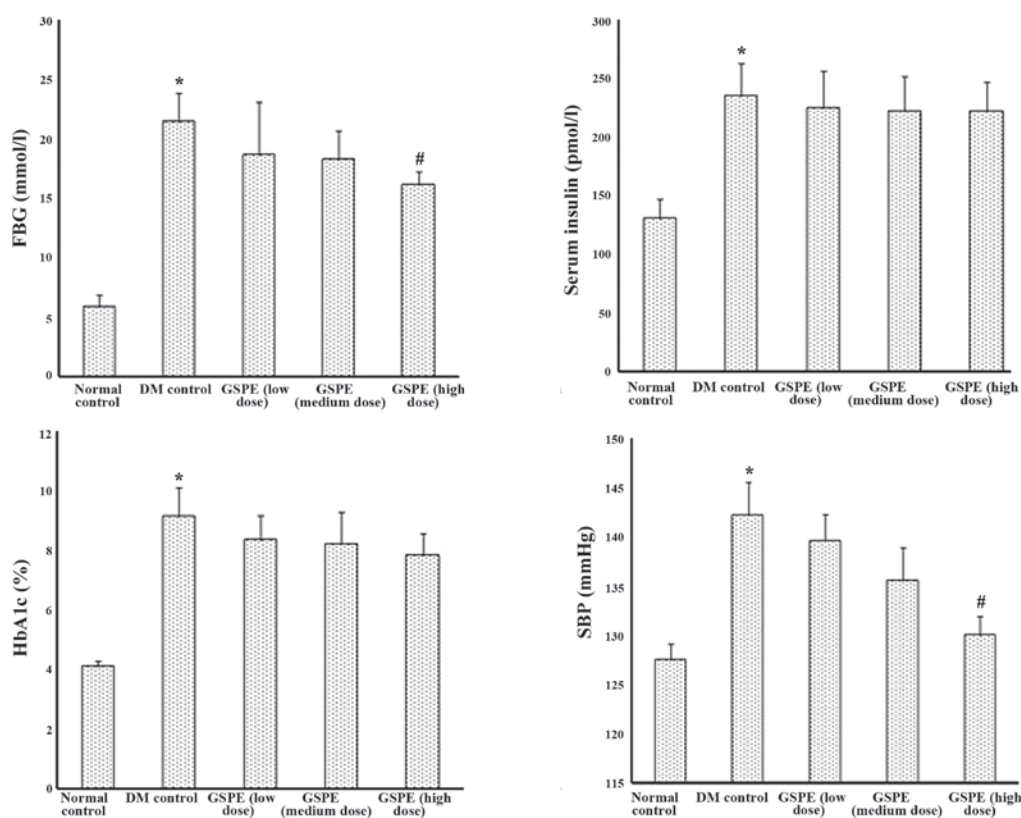 FBG (mmol/l)
30
25
20
15
10
5
0
*
#
Normal
control
DM control
GSPE (low
dose)
GSPE
(medium dose)
GSPE (high
dose)
Serum insulin (pmol/l)
300
250
200
150
100
50
0
*
Normal
control
DM control
GSPE (low
dose)
GSPE
(medium dose)
GSPE (high
dose)
HbA1c (%)
12
10
8
6
4
2
0
*
Normal
control
DM control
GSPE (low
dose)
GSPE
(medium dose)
GSPE (high
dose)
SBP (mmHg)
150
145
140
135
130
125
120
115
*
#
Normal
control
DM control
GSPE (low
dose)
GSPE
(medium dose)
GSPE (high
dose)